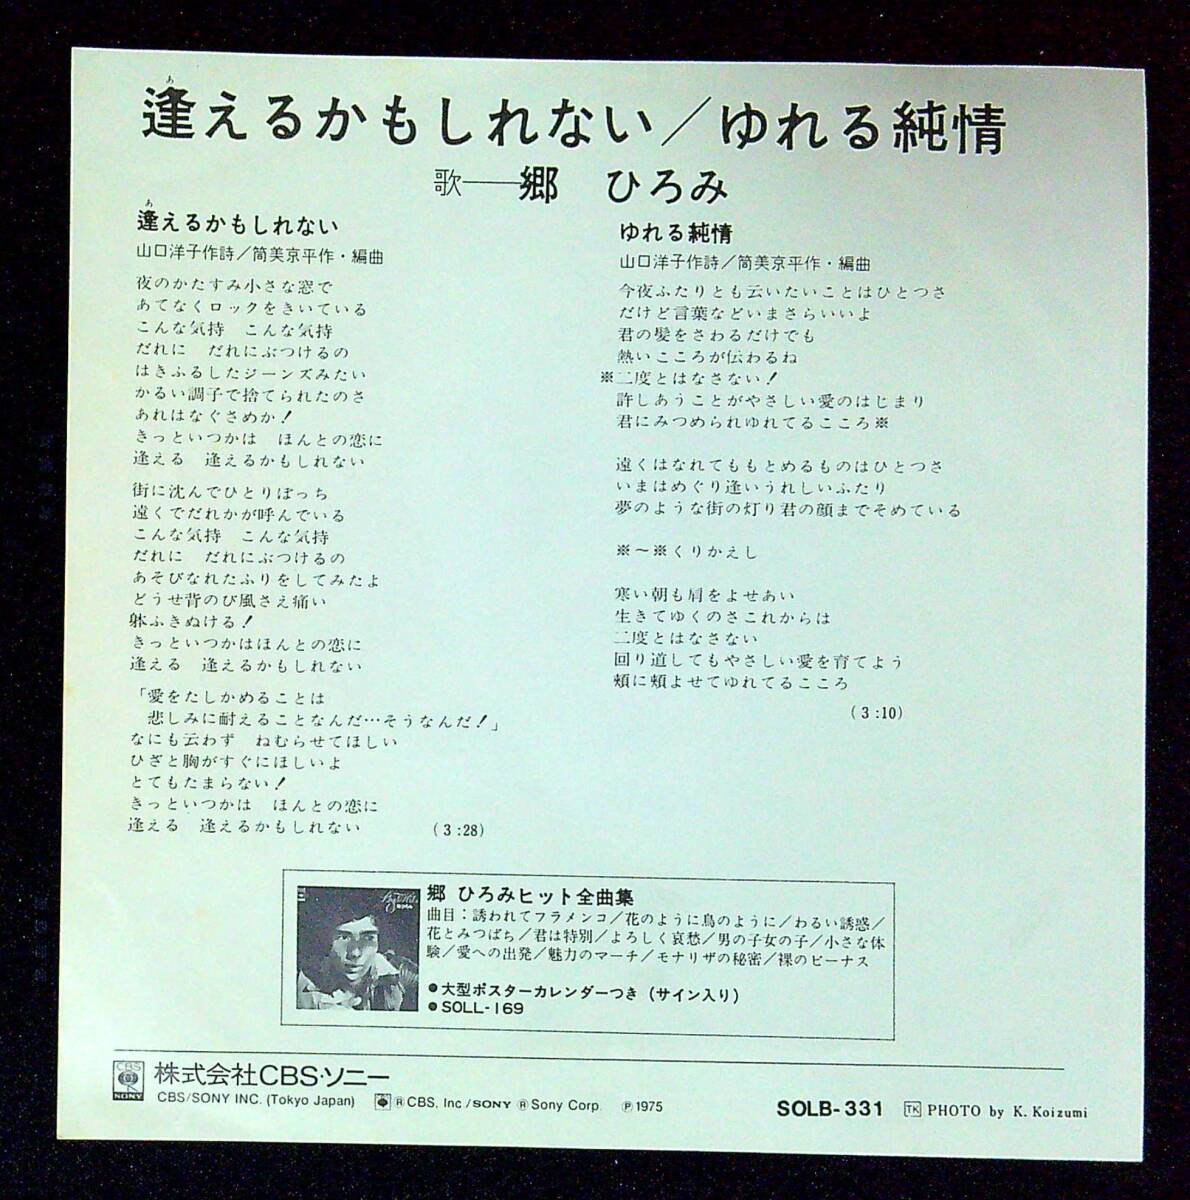 逢えるかもしれない／ゆれる純情
歌――郷 ひろみ
逢えるかもしれない
山口洋子作詩／筒美京平作・編曲
夜のかたすみ小さな窓で
あてなくロックをきいている
こんな気持 こんな気持
だれに だれにぶつけるの
はきふるしたジーンズみたい
かるい調子で捨てられたのさ
あれはなぐさめか！
きっといつかは ほんとの恋に
逢える 逢えるかもしれない
街に沈んでひとりぼっち
遠くでだれかが呼んでいる
こんな気持 こんな気持
だれに だれにぶつけるの
あそびなれたふりをしてみたよ
どうせ背のび風さえ痛い
躰ふきぬける！
きっといつかはほんとの恋に
逢える 逢えるかもしれない
「愛をたしかめることは
悲しみに耐えることなんだ…そうなんだ！」
なにも云わず ねむらせてほしい
ひざと胸がすぐにほしいよ
とてもたまらない！
きっといつかは ほんとの恋に
逢える 逢えるかもしれない (3:28)
ゆれる純情
山口洋子作詩／筒美京平作・編曲
今夜ふたりとも云いたいことはひとつさ
だけど言葉などいまさらいいよ
君の髪をさわるだけでも
熱いこころが伝わるね
※二度とはなさない！
許しあうことがやさしい愛のはじまり
君にみつめられゆれてるこころ※
遠くはなれてももとめるものはひとつさ
いまはめぐり逢いうれしいふたり
夢のような街の灯り君の顔までそめている
※～※くりかえし
寒い朝も肩をよせあい
生きてゆくのさこれからは
二度とはなさない
回り道してもやさしい愛を育てよう
頬に頬よせてゆれてるこころ
(3:10)
郷 ひろみヒット全曲集
曲目：誘われてフラメンコ／花のように鳥のように／わるい誘惑／
花とみつばち／君は特別／よろしく哀愁／男の子女の子／小さな体
験／愛への出発／魅力のマーチ／モナリザの秘密／裸のビーナス
●大型ポスターカレンダーつき（サイン入り）
●SOLL-169
CBS
SONY
株式会社CBS・ソニー
CBS/SONY INC. (Tokyo Japan) ®CBS, Inc./SONY ®Sony Corp. ℗1975
SOLB-331 TK PHOTO by K. Koizumi